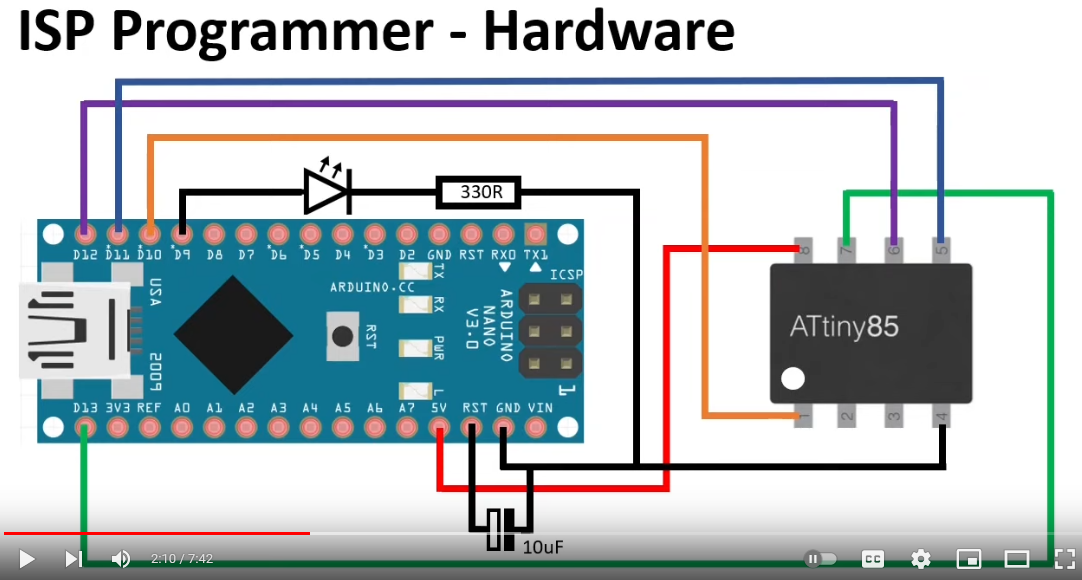 ISP Programmer - Hardware
330R
D12 *D11 *D10 *D9 D8 D7 *D6 *D5 D4 *D3 D2 GND RST RX0 TX1
ICSP
USA
2009
ARDUINO.CC
RST
TX
RX
PWR
L
ARDUINO
NANO
V3.0
1
D13 3V3 REF A0 A1 A2 A3 A4 A5 A6 A7 5V RST GND VIN
8 7 6 5
ATtiny85
1 2 3 4
10uF
2:10 / 7:42
CC